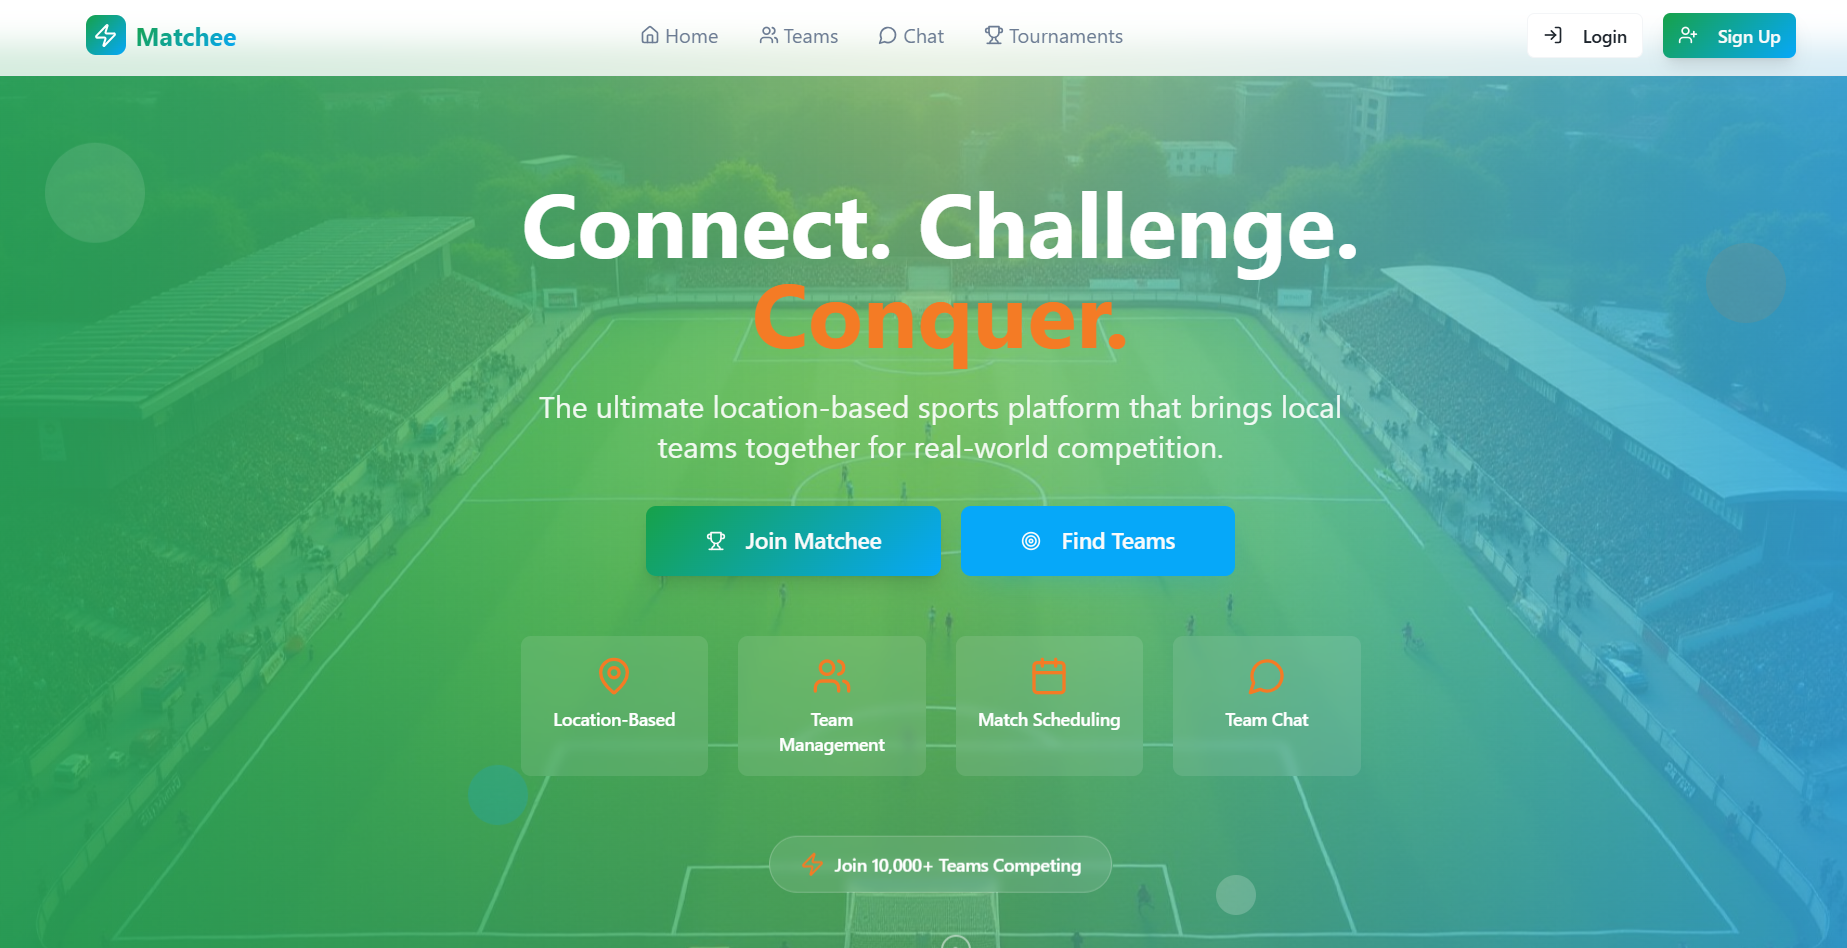 Matchee
Home
Teams
Chat
Tournaments
Login
Sign Up
Connect. Challenge.
Conquer.
The ultimate location-based sports platform that brings local
teams together for real-world competition.
Join Matchee
Find Teams
Location-Based
Team
Management
Match Scheduling
Team Chat
Join 10,000+ Teams Competing